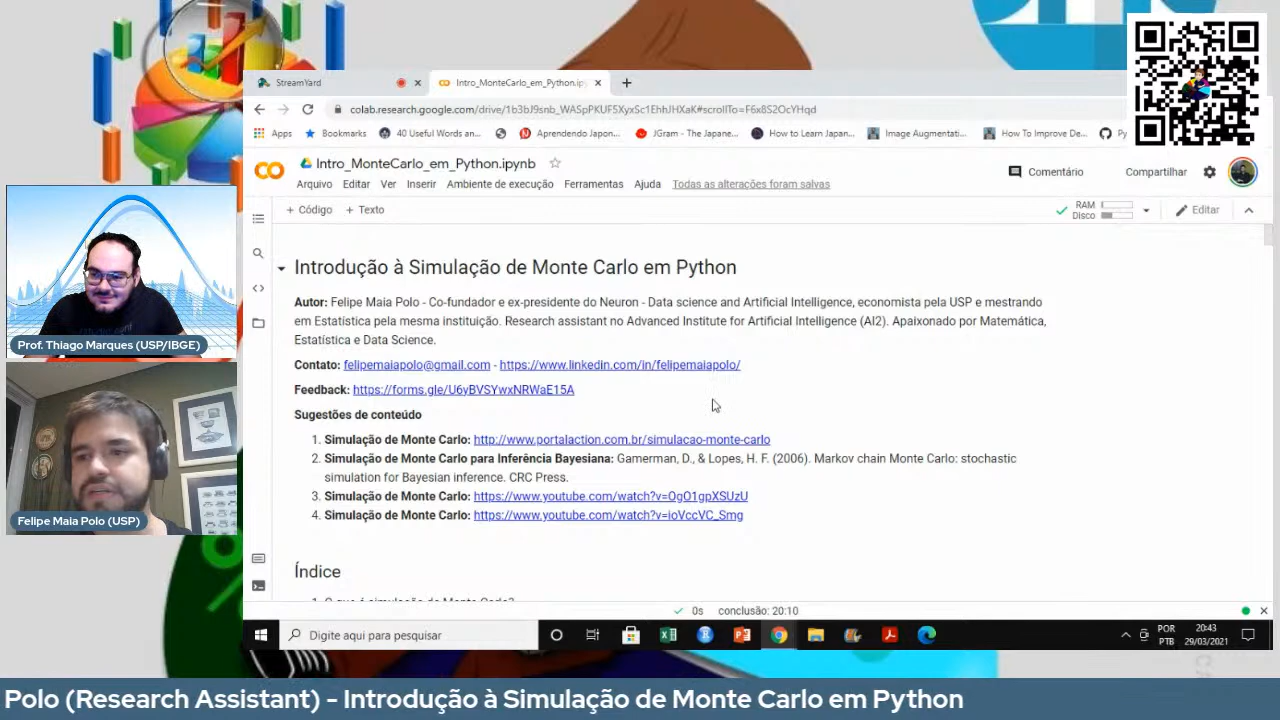 StreamYard
Intro_MonteCarlo_em_Python.ip
colab.research.google.com/drive/1b3bJ9snb_WASpPKUF5XyxSc1EhhJHXaK#scrollTo=F6x8S2OcYHqd
Apps
Bookmarks
40 Useful Words an...
Aprendendo Japon...
JGram - The Japane...
How to Learn Japan...
Image Augmentati...
How To Improve De...
Py
Intro_MonteCarlo_em_Python.ipynb
Comentário
Compartilhar
Arquivo Editar Ver Inserir Ambiente de execução Ferramentas Ajuda Todas as alterações foram salvas
+ Código + Texto
RAM
Disco
Editar
Introdução à Simulação de Monte Carlo em Python
Autor: Felipe Maia Polo - Co-fundador e ex-presidente do Neuron - Data science and Artificial Intelligence, economista pela USP e mestrando
em Estatística pela mesma instituição. Research assistant no Advanced Institute for Artificial Intelligence (AI2). Apaixonado por Matemática,
Estatística e Data Science.
Contato: felipemaiapolo@gmail.com - https://www.linkedin.com/in/felipemaiapolo/
Feedback: https://forms.gle/U6yBVSYwxNRWaE15A
Sugestões de conteúdo
1. Simulação de Monte Carlo: http://www.portalaction.com.br/simulacao-monte-carlo
2. Simulação de Monte Carlo para Inferência Bayesiana: Gamerman, D., & Lopes, H. F. (2006). Markov chain Monte Carlo: stochastic
simulation for Bayesian inference. CRC Press.
3. Simulação de Monte Carlo: https://www.youtube.com/watch?v=OgO1gpXSUzU
4. Simulação de Monte Carlo: https://www.youtube.com/watch?v=ioVccVC_Smg
Índice
1. O que é simulação de Monte Carlo?
0s conclusão: 20:10
Digite aqui para pesquisar
POR
PTB
20:43
29/03/2021
Prof. Thiago Marques (USP/IBGE)
Felipe Maia Polo (USP)
Polo (Research Assistant) - Introdução à Simulação de Monte Carlo em Python